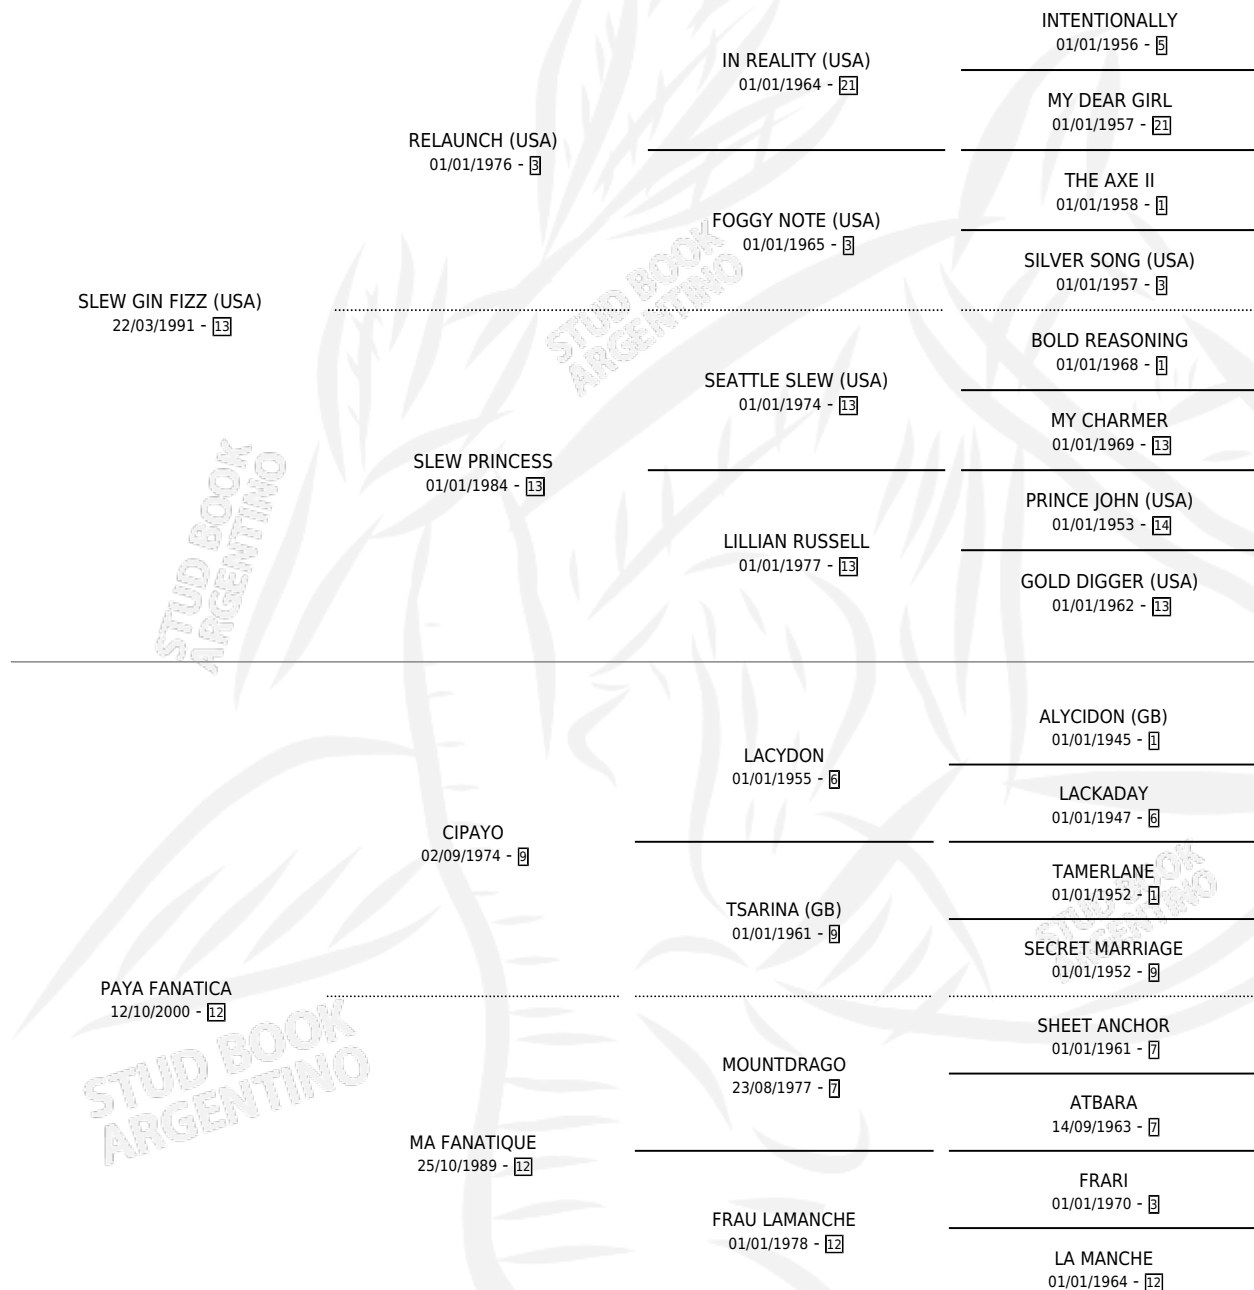 INTENTIONALLY
01/01/1956 - 5
IN REALITY (USA)
01/01/1964 - 21
MY DEAR GIRL
01/01/1957 - 21
RELAUNCH (USA)
01/01/1976 - 3
THE AXE II
01/01/1958 - 1
FOGGY NOTE (USA)
01/01/1965 - 3
SILVER SONG (USA)
01/01/1957 - 3
SLEW GIN FIZZ (USA)
22/03/1991 - 13
STUD BOOK
ARGENTINO
BOLD REASONING
01/01/1968 - 1
SEATTLE SLEW (USA)
01/01/1974 - 13
MY CHARMER
01/01/1969 - 13
SLEW PRINCESS
01/01/1984 - 13
PRINCE JOHN (USA)
01/01/1953 - 14
LILLIAN RUSSELL
01/01/1977 - 13
GOLD DIGGER (USA)
01/01/1962 - 13
STUD BOOK
ARGENTINO
ALYCIDON (GB)
01/01/1945 - 1
LACYDON
01/01/1955 - 6
LACKADAY
01/01/1947 - 6
CIPAYO
02/09/1974 - 9
TAMERLANE
01/01/1952 - 1
TSARINA (GB)
01/01/1961 - 9
SECRET MARRIAGE
01/01/1952 - 9
STUD BOOK
ARGENTINO
PAYA FANATICA
12/10/2000 - 12
SHEET ANCHOR
01/01/1961 - 7
MOUNTDRAGO
23/08/1977 - 7
ATBARA
14/09/1963 - 7
STUD BOOK
ARGENTINO
MA FANATIQUE
25/10/1989 - 12
FRARI
01/01/1970 - 3
FRAU LAMANCHE
01/01/1978 - 12
LA MANCHE
01/01/1964 - 12